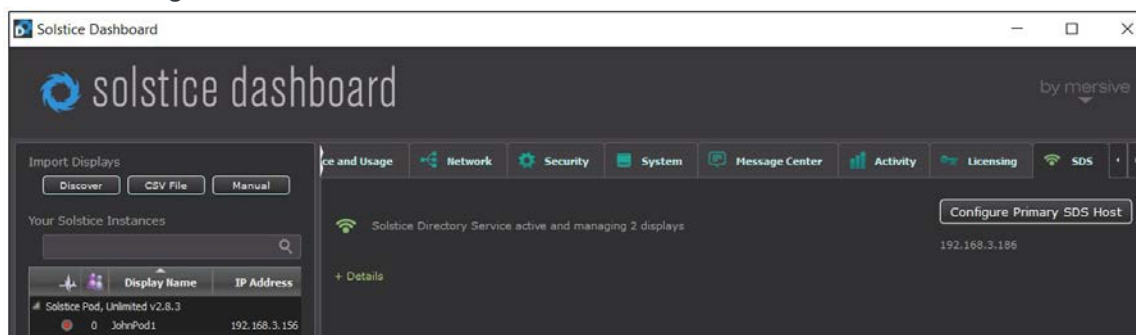 Solstice Dashboard
solstice dashboard
by mersive
Import Displays
Discover CSV File Manual
Your Solstice Instances
Display Name IP Address
Solstice Pod, Unlimited v2.8.3
0 JohnPod1 192.168.3.156
ce and Usage Network Security System Message Center Activity Licensing SDS
Solstice Directory Service active and managing 2 displays
Configure Primary SDS Host
192.168.3.186
+ Details